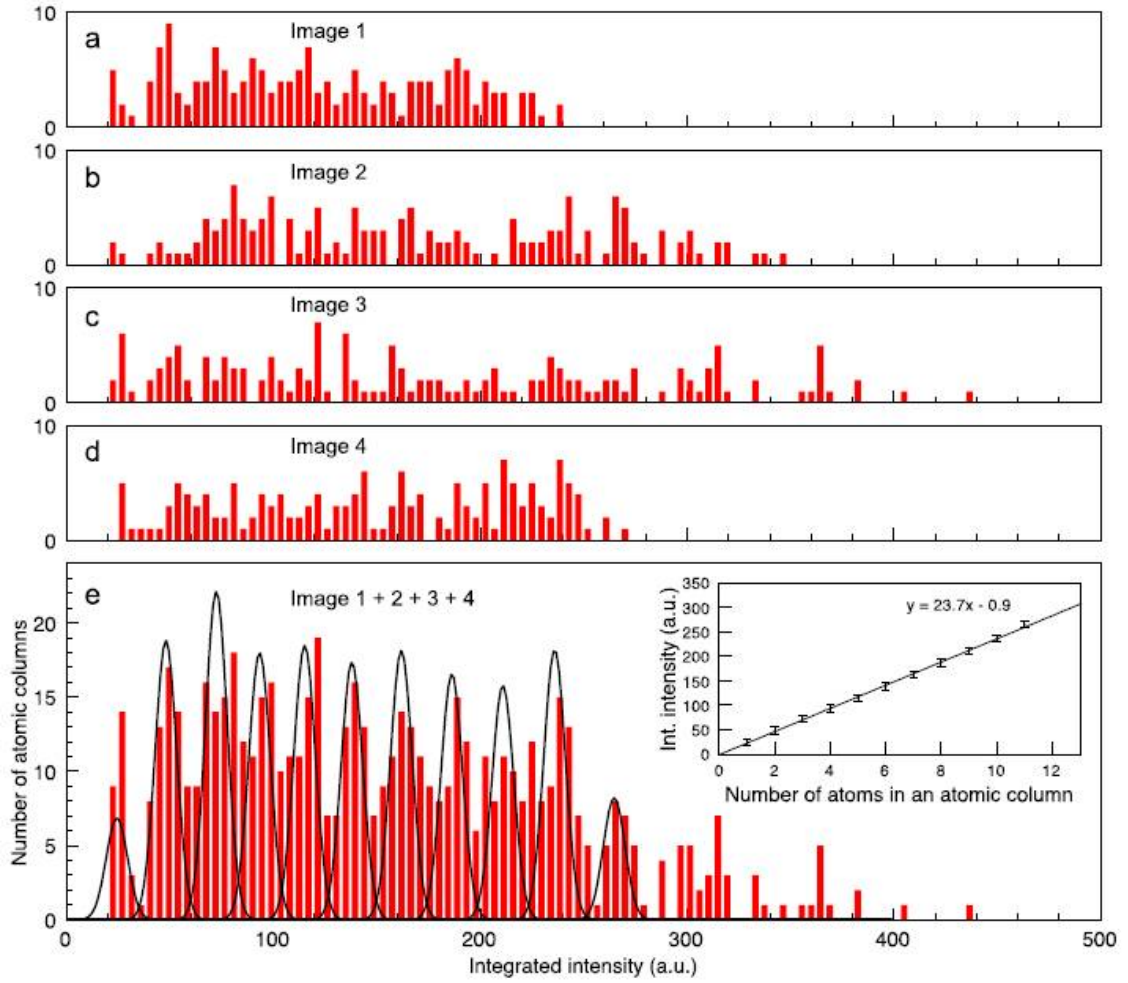 10
a
Image 1
0
10
b
Image 2
0
10
c
Image 3
0
10
d
Image 4
0
e
Image 1 + 2 + 3 + 4
Number of atomic columns
20
15
10
5
0
0 100 200 300 400 500
Integrated intensity (a.u.)
Int. intensity (a.u.)
350
300
250
200
150
100
50
0
y = 23.7x - 0.9
0 2 4 6 8 10 12
Number of atoms in an atomic column